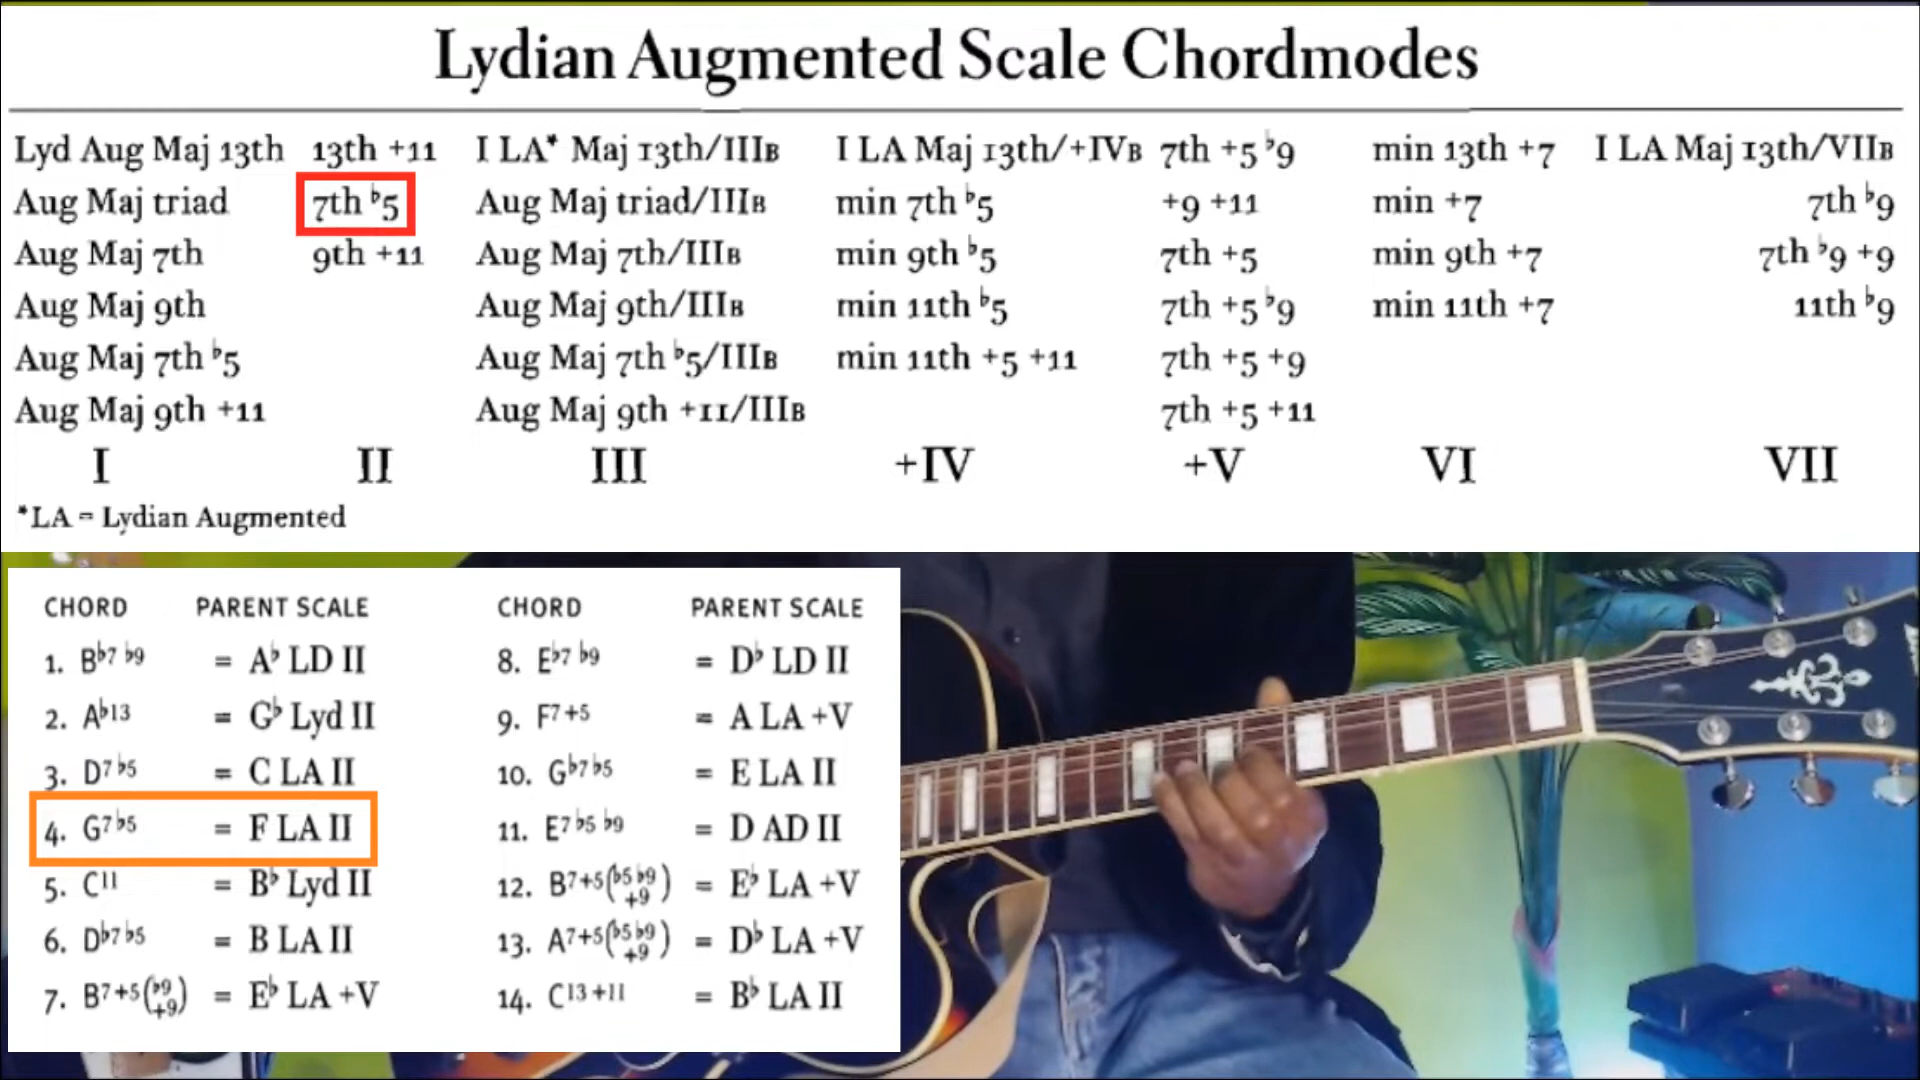 Lydian Augmented Scale Chordmodes
Lyd Aug Maj 13th 13th +11 I LA* Maj 13th/IIIB I LA Maj 13th/+IVB 7th +5 ♭9 min 13th +7 I LA Maj 13th/VIIB
Aug Maj triad 7th ♭5 Aug Maj triad/IIIB min 7th ♭5 +9 +11 min +7 7th ♭9
Aug Maj 7th 9th +11 Aug Maj 7th/IIIB min 9th ♭5 7th +5 min 9th +7 7th ♭9 +9
Aug Maj 9th Aug Maj 9th/IIIB min 11th ♭5 7th +5 ♭9 min 11th +7 11th ♭9
Aug Maj 7th ♭5 Aug Maj 7th ♭5/IIIB min 11th +5 +11 7th +5 +9
Aug Maj 9th +11 Aug Maj 9th +11/IIIB 7th +5 +11
I II III +IV +V VI VII
*LA = Lydian Augmented
CHORD PARENT SCALE
1. B♭7 ♭9 = A♭ LD II
2. A♭13 = G♭ Lyd II
3. D7 ♭5 = C LA II
4. G7 ♭5 = F LA II
5. C11 = B♭ Lyd II
6. D♭7 ♭5 = B LA II
7. B7+5(♭9 +9) = E♭ LA +V
CHORD PARENT SCALE
8. E♭7 ♭9 = D♭ LD II
9. F7+5 = A LA +V
10. G♭7 ♭5 = E LA II
11. E7 ♭5 ♭9 = D AD II
12. B7+5(♭5 ♭9 +9) = E♭ LA +V
13. A7+5(♭5 ♭9 +9) = D♭ LA +V
14. C13 +11 = B♭ LA II